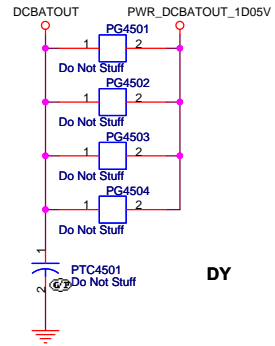 DCBATOUT PWR_DCBATOUT_1D05V
PG4501
1 2
Do Not Stuff
PG4502
1 2
Do Not Stuff
PG4503
1 2
Do Not Stuff
PG4504
1 2
Do Not Stuff
1
PTC4501
Do Not Stuff
2
DY